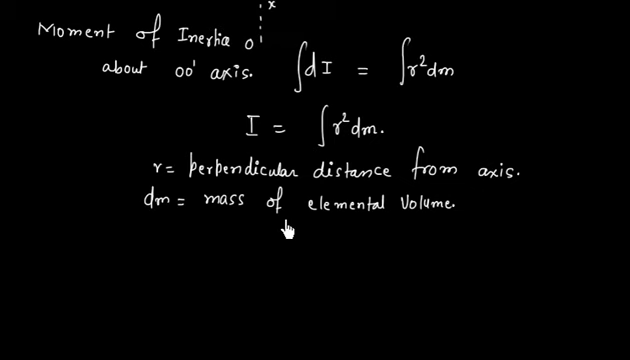 x
Moment of Inertia O
about OO' axis. ∫dI = ∫r²dm
I = ∫r²dm.
r = perpendicular distance from axis.
dm = mass of elemental volume.